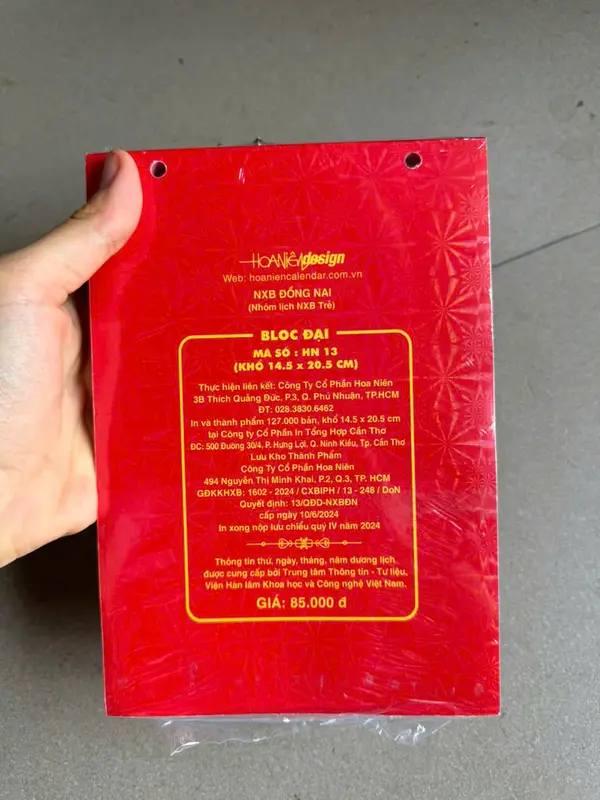 HOANIÊNdesign
Web: hoaniencalendar.com.vn
NXB ĐỒNG NAI
(Nhóm lịch NXB Trẻ)
BLOC ĐẠI
MÃ SỐ : HN 13
(KHỔ 14.5 x 20.5 CM)
Thực hiện liên kết: Công Ty Cổ Phần Hoa Niên
3B Thích Quảng Đức, P.3, Q. Phú Nhuận, TP.HCM
ĐT: 028.3830.6462
In và thành phẩm 127.000 bản, khổ 14.5 x 20.5 cm
tại Công ty Cổ Phần In Tổng Hợp Cần Thơ
ĐC: 500 Đường 30/4, P. Hưng Lợi, Q. Ninh Kiều, Tp. Cần Thơ
Lưu Kho Thành Phẩm
Công Ty Cổ Phần Hoa Niên
494 Nguyễn Thị Minh Khai, P.2, Q.3, TP. HCM
GĐKKHXB: 1602 - 2024 / CXBIPH / 13 - 248 / DoN
Quyết định: 13/QĐD-NXBĐN
cấp ngày 10/6/2024
In xong nộp lưu chiểu quý IV năm 2024
Thông tin thứ, ngày, tháng, năm dương lịch
được cung cấp bởi Trung tâm Thông tin - Tư liệu,
Viện Hàn lâm Khoa học và Công nghệ Việt Nam.
GIÁ: 85.000 đ